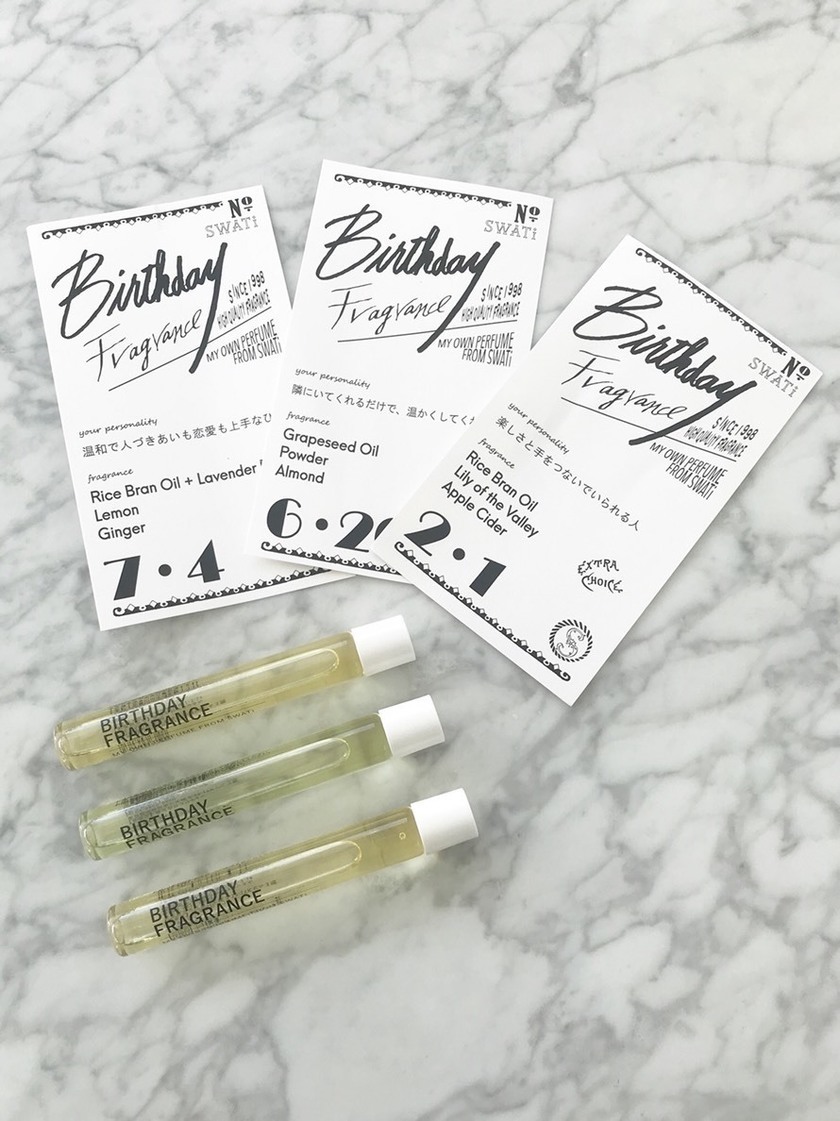 Nº
SWATi
Birthday
Fragrance
SINCE 1998
HIGH QUALITY FRAGRANCE
MY OWN PERFUME
FROM SWATi
your personality
温和で人づきあいも恋愛も上手なひ
fragrance
Rice Bran Oil + Lavender
Lemon
Ginger
7・4
Nº
SWATi
Birthday
Fragrance
SINCE 1998
HIGH QUALITY FRAGRANCE
MY OWN PERFUME
FROM SWATi
your personality
隣にいてくれるだけで、温かくしてく
fragrance
Grapeseed Oil
Powder
Almond
6・2
Nº
SWATi
Birthday
Fragrance
SINCE 1998
HIGH QUALITY FRAGRANCE
MY OWN PERFUME
FROM SWATi
your personality
楽しさと手をつないでいられる人
fragrance
Rice Bran Oil
Lily of the Valley
Apple Cider
2・1
EXTRA
CHOICE
S
BIRTHDAY
FRAGRANCE
MY OWN PERFUME FROM SWATi
BIRTHDAY
FRAGRANCE
BIRTHDAY
FRAGRANCE